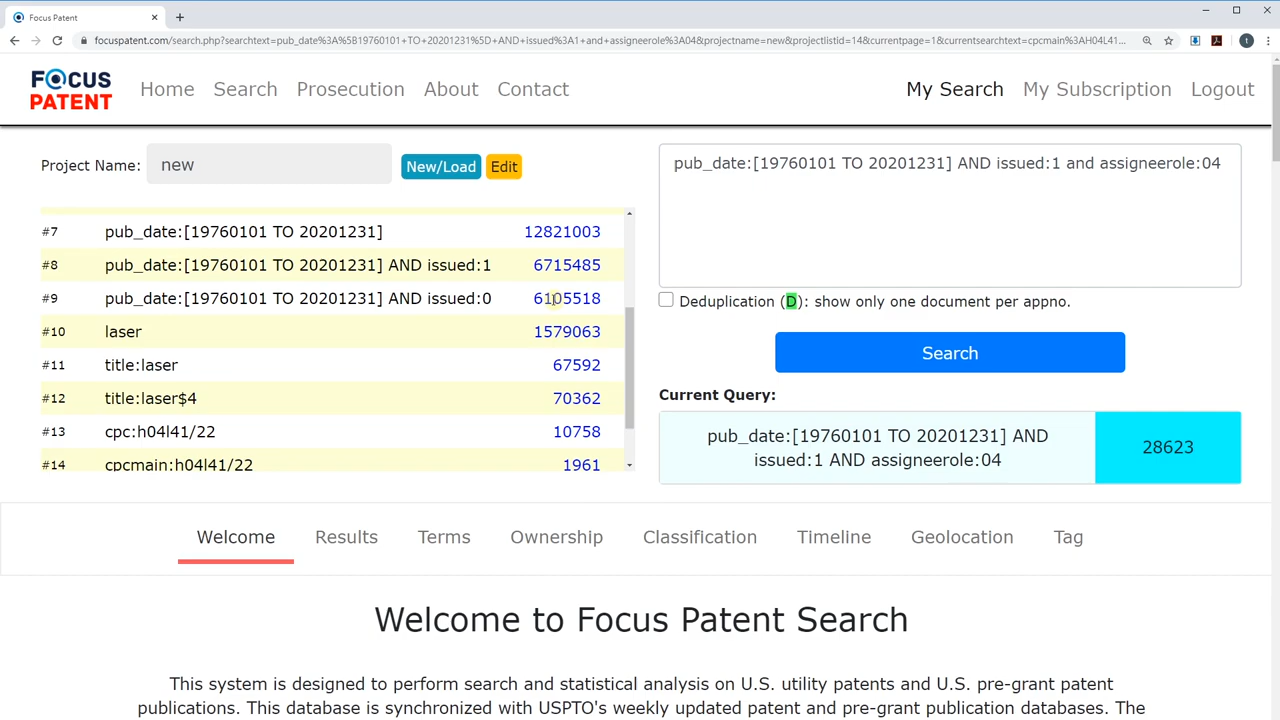 Focus Patent
focuspatent.com/search.php?searchtext=pub_date%3A%5B19760101+TO+20201231%5D+AND+issued%3A1+and+assigneerole%3A04&projectname=new&projectlistid=14&currentpage=1&currentsearchtext=cpcmain%3AH04L41...
t
FOCUS
PATENT
Home Search Prosecution About Contact
My Search My Subscription Logout
Project Name: new New/Load Edit
#7 pub_date:[19760101 TO 20201231] 12821003
#8 pub_date:[19760101 TO 20201231] AND issued:1 6715485
#9 pub_date:[19760101 TO 20201231] AND issued:0 6105518
#10 laser 1579063
#11 title:laser 67592
#12 title:laser$4 70362
#13 cpc:h04l41/22 10758
#14 cpcmain:h04l41/22 1961
pub_date:[19760101 TO 20201231] AND issued:1 and assigneerole:04
Deduplication (D): show only one document per appno.
Search
Current Query:
pub_date:[19760101 TO 20201231] AND
issued:1 AND assigneerole:04
28623
Welcome Results Terms Ownership Classification Timeline Geolocation Tag
Welcome to Focus Patent Search
This system is designed to perform search and statistical analysis on U.S. utility patents and U.S. pre-grant patent
publications. This database is synchronized with USPTO's weekly updated patent and pre-grant publication databases. The